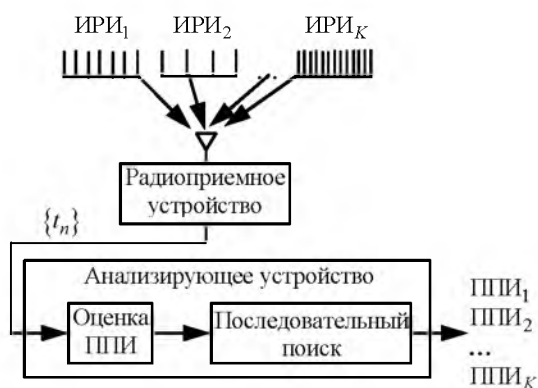 ИРИ1 ИРИ2 ... ИРИK
Радиоприемное
устройство
{tn}
Анализирующее устройство
Оценка
ППИ
Последовательный
поиск
ППИ1
ППИ2
...
ППИK